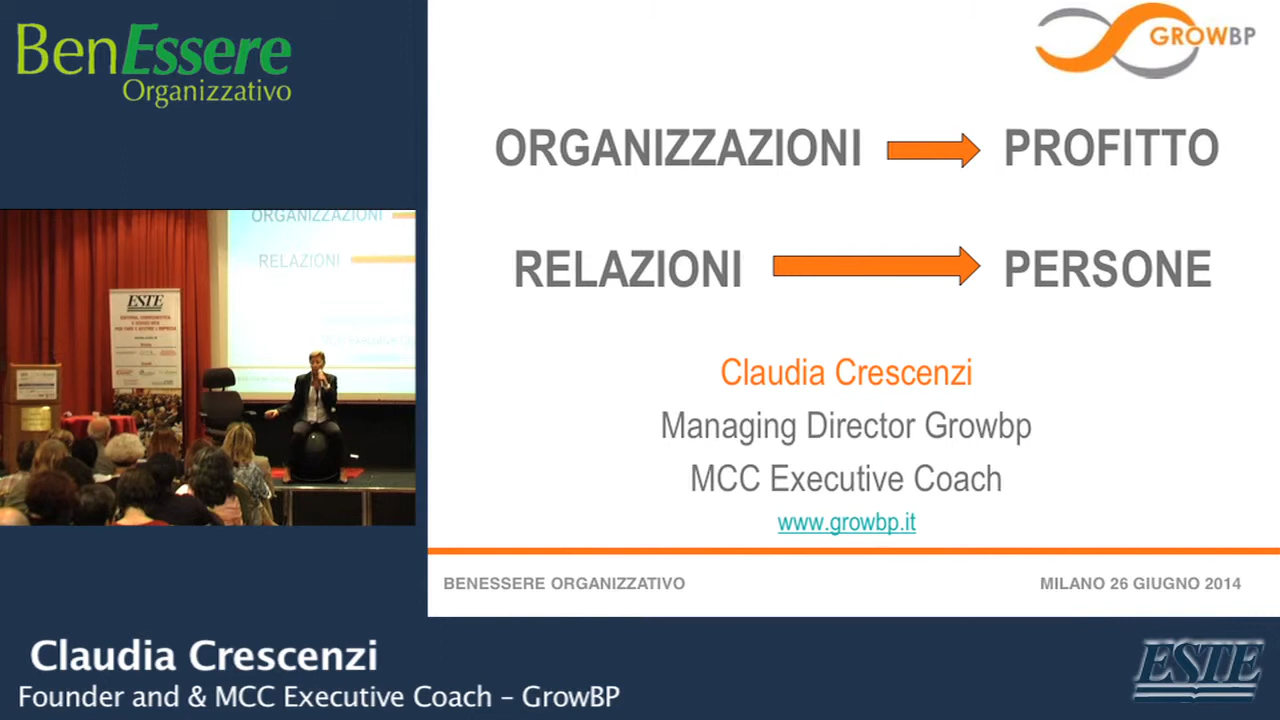 BenEssere
Organizzativo
GROWBP
ORGANIZZAZIONI PROFITTO
RELAZIONI PERSONE
Claudia Crescenzi
Managing Director Growbp
MCC Executive Coach
www.growbp.it
BENESSERE ORGANIZZATIVO MILANO 26 GIUGNO 2014
ORGANIZZAZIONI
RELAZIONI
ESTE
Claudia Crescenzi
Founder and & MCC Executive Coach – GrowBP
ESTE